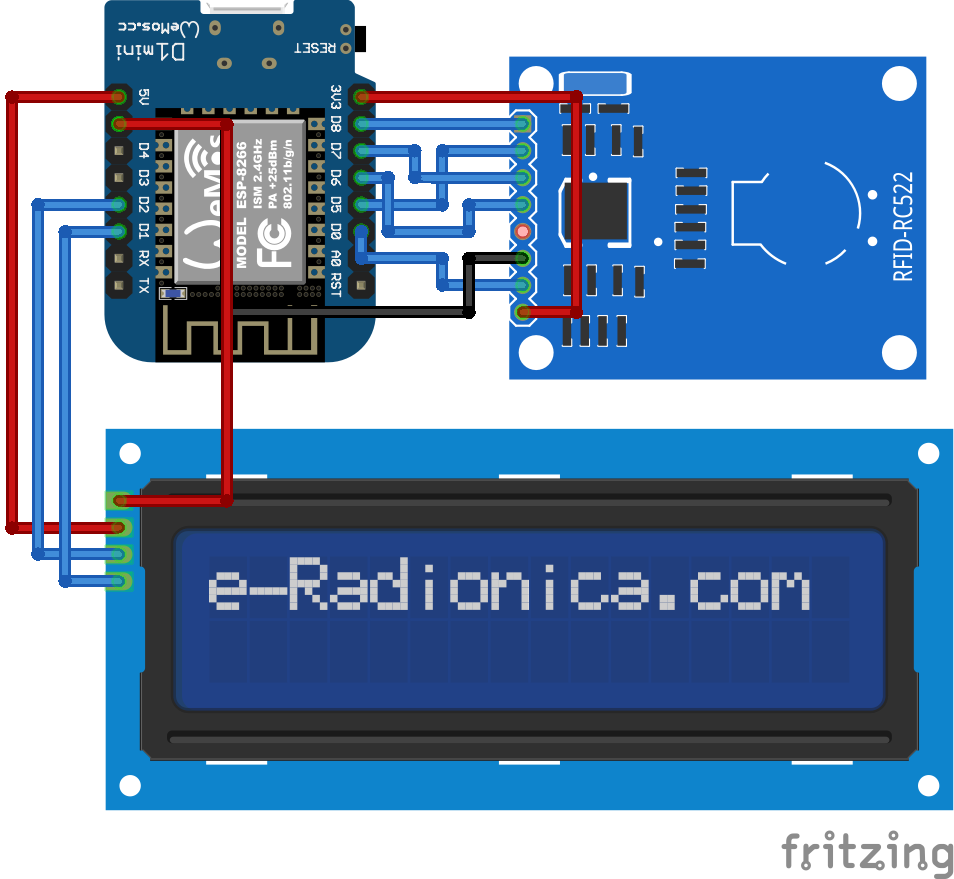 WeMos.cc
D1mini
RESET
5V
D4
D3
D2
D1
RX
TX
3V3
D8
D7
D6
D5
D0
A0
RST
WeMos
MODEL ESP-8266
ISM 2.4GHz
PA +25dBm
802.11b/g/n
FC
RFID-RC522
e-Radionica.com
fritzing